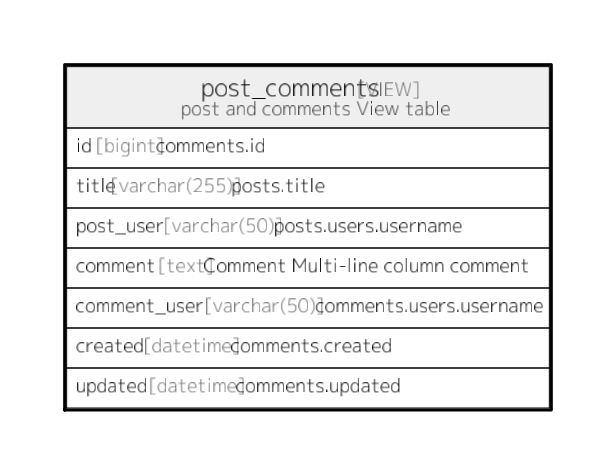 post_comments [VIEW]
post and comments View table
id [bigint] comments.id
title [varchar(255)] posts.title
post_user [varchar(50)] posts.users.username
comment [text] Comment Multi-line column comment
comment_user [varchar(50)] comments.users.username
created [datetime] comments.created
updated [datetime] comments.updated